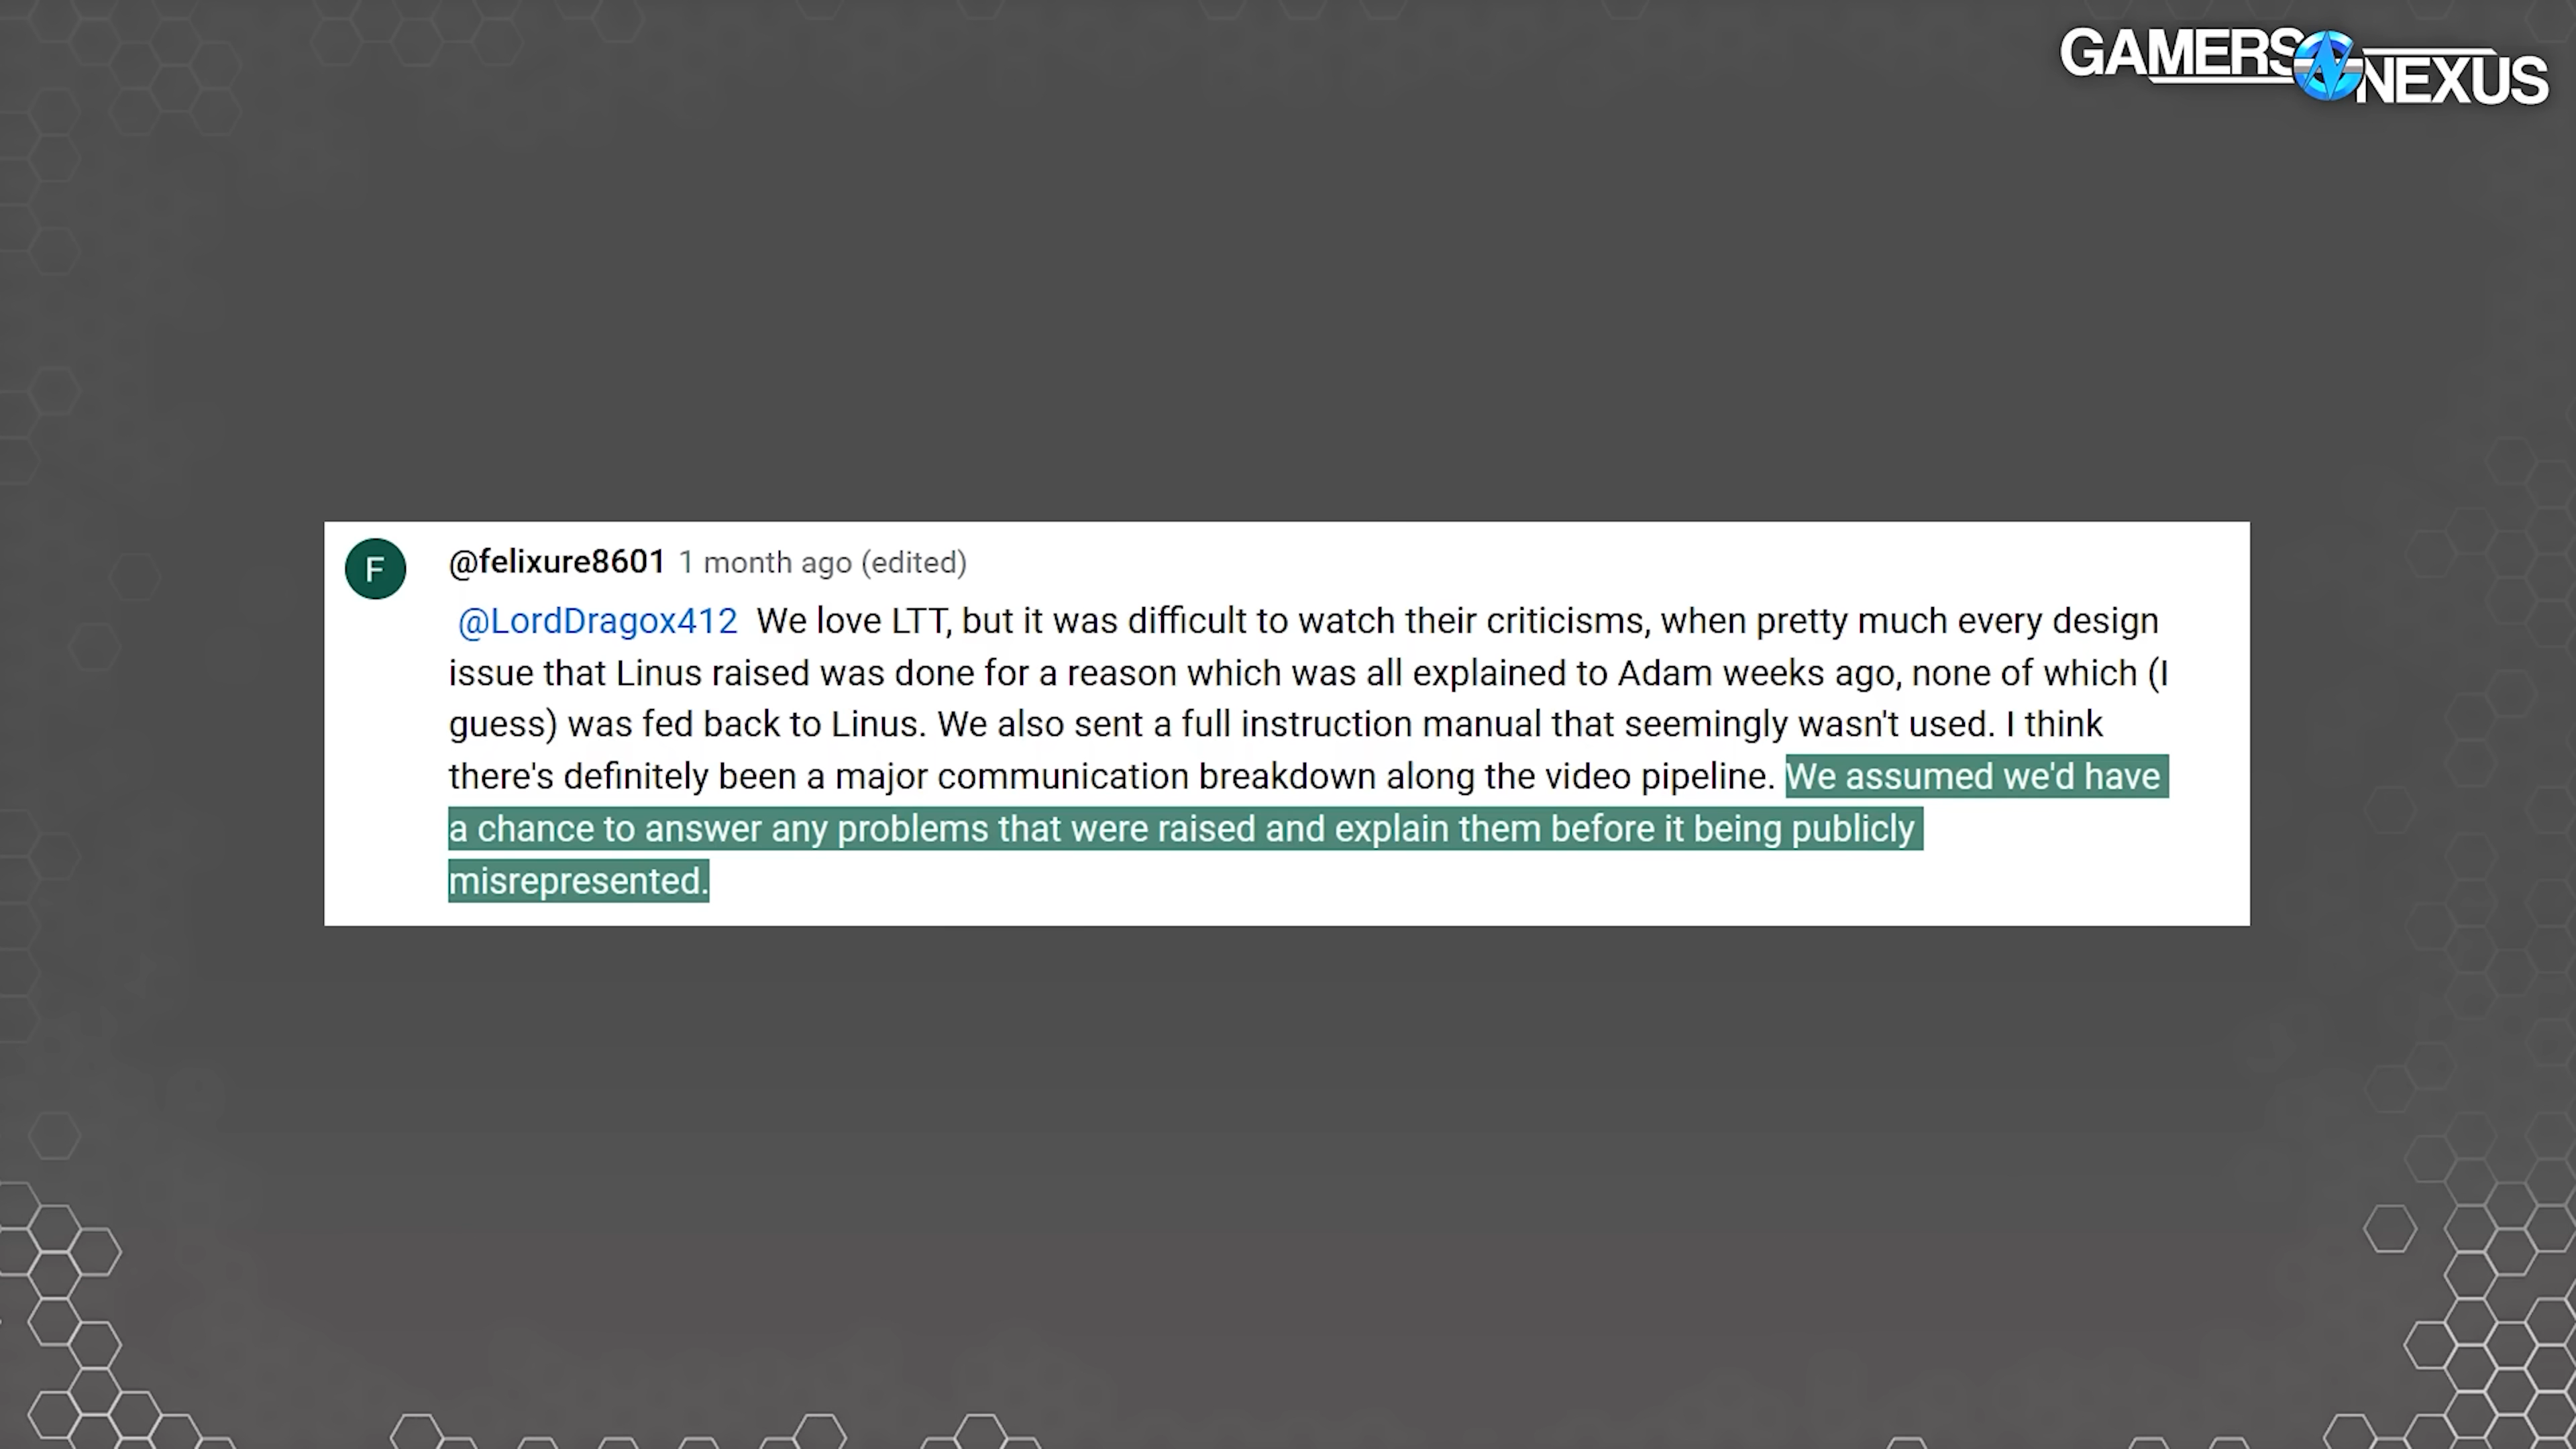 GAMERS NEXUS
F
@felixure8601 1 month ago (edited)
@LordDragox412 We love LTT, but it was difficult to watch their criticisms, when pretty much every design
issue that Linus raised was done for a reason which was all explained to Adam weeks ago, none of which (I
guess) was fed back to Linus. We also sent a full instruction manual that seemingly wasn't used. I think
there's definitely been a major communication breakdown along the video pipeline. We assumed we'd have
a chance to answer any problems that were raised and explain them before it being publicly
misrepresented.